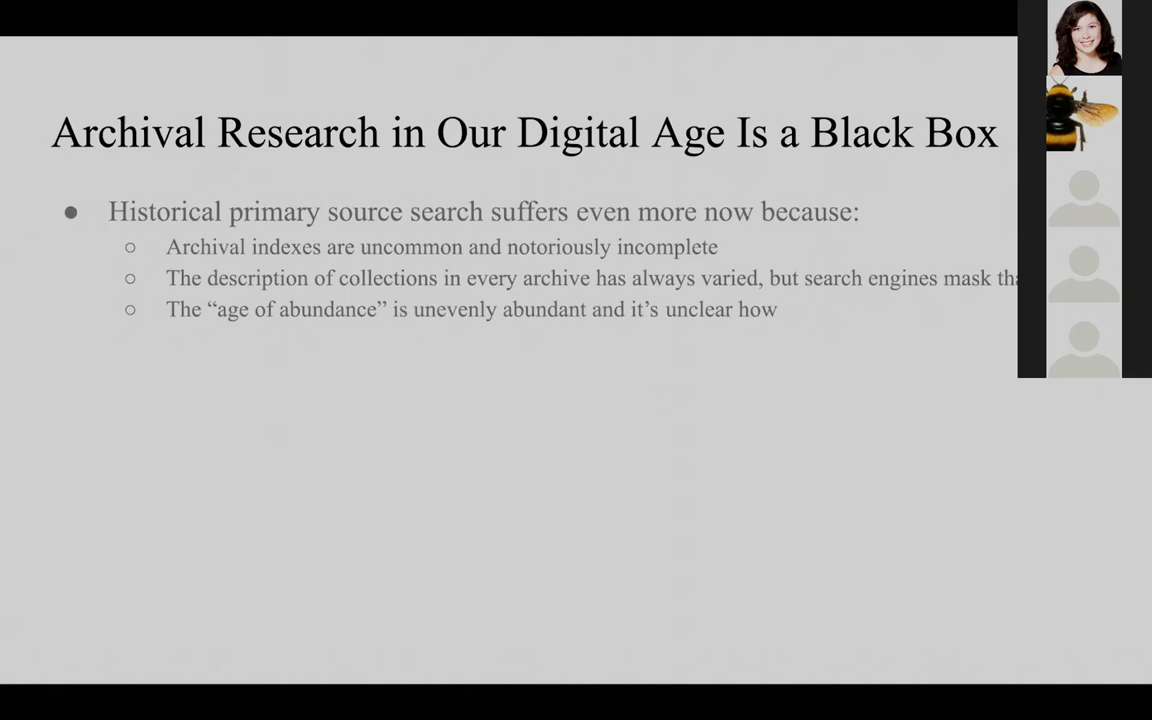 Archival Research in Our Digital Age Is a Black Box
● Historical primary source search suffers even more now because:
○ Archival indexes are uncommon and notoriously incomplete
○ The description of collections in every archive has always varied, but search engines mask
○ The “age of abundance” is unevenly abundant and it’s unclear how